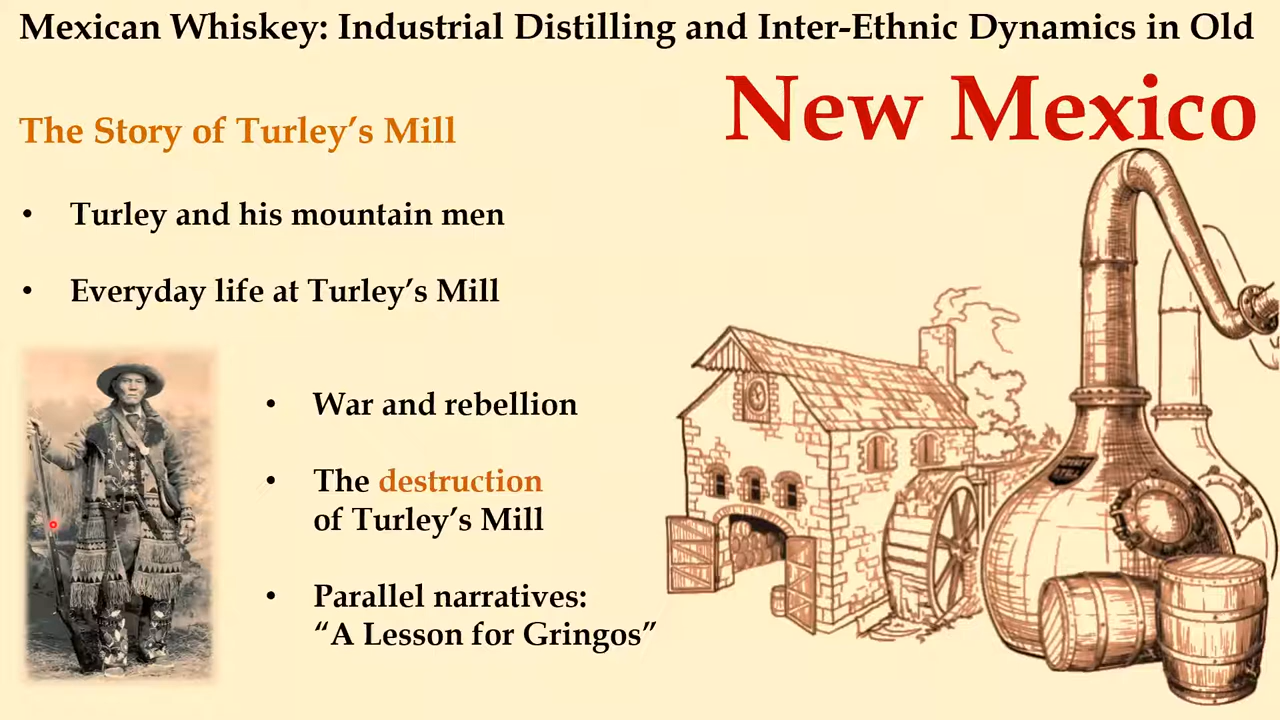 Mexican Whiskey: Industrial Distilling and Inter-Ethnic Dynamics in Old
New Mexico
The Story of Turley’s Mill
• Turley and his mountain men
• Everyday life at Turley’s Mill
• War and rebellion
• The destruction
of Turley’s Mill
• Parallel narratives:
“A Lesson for Gringos”